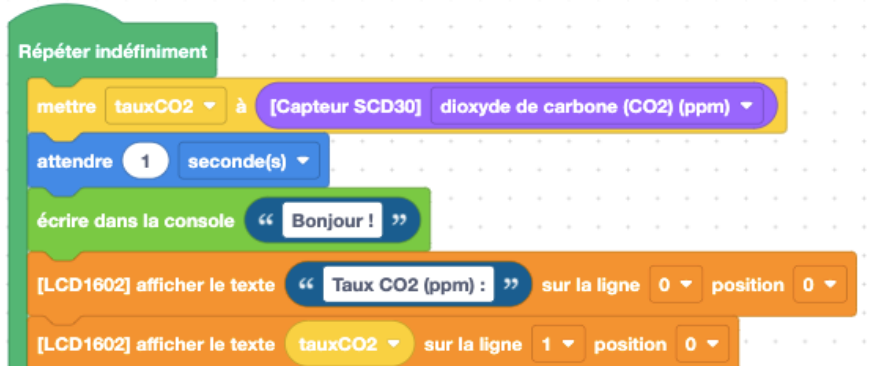 Répéter indéfiniment
mettre tauxCO2 à [Capteur SCD30] dioxyde de carbone (CO2) (ppm)
attendre 1 seconde(s)
écrire dans la console “ Bonjour ! ”
[LCD1602] afficher le texte “ Taux CO2 (ppm) : ” sur la ligne 0 position 0
[LCD1602] afficher le texte tauxCO2 sur la ligne 1 position 0